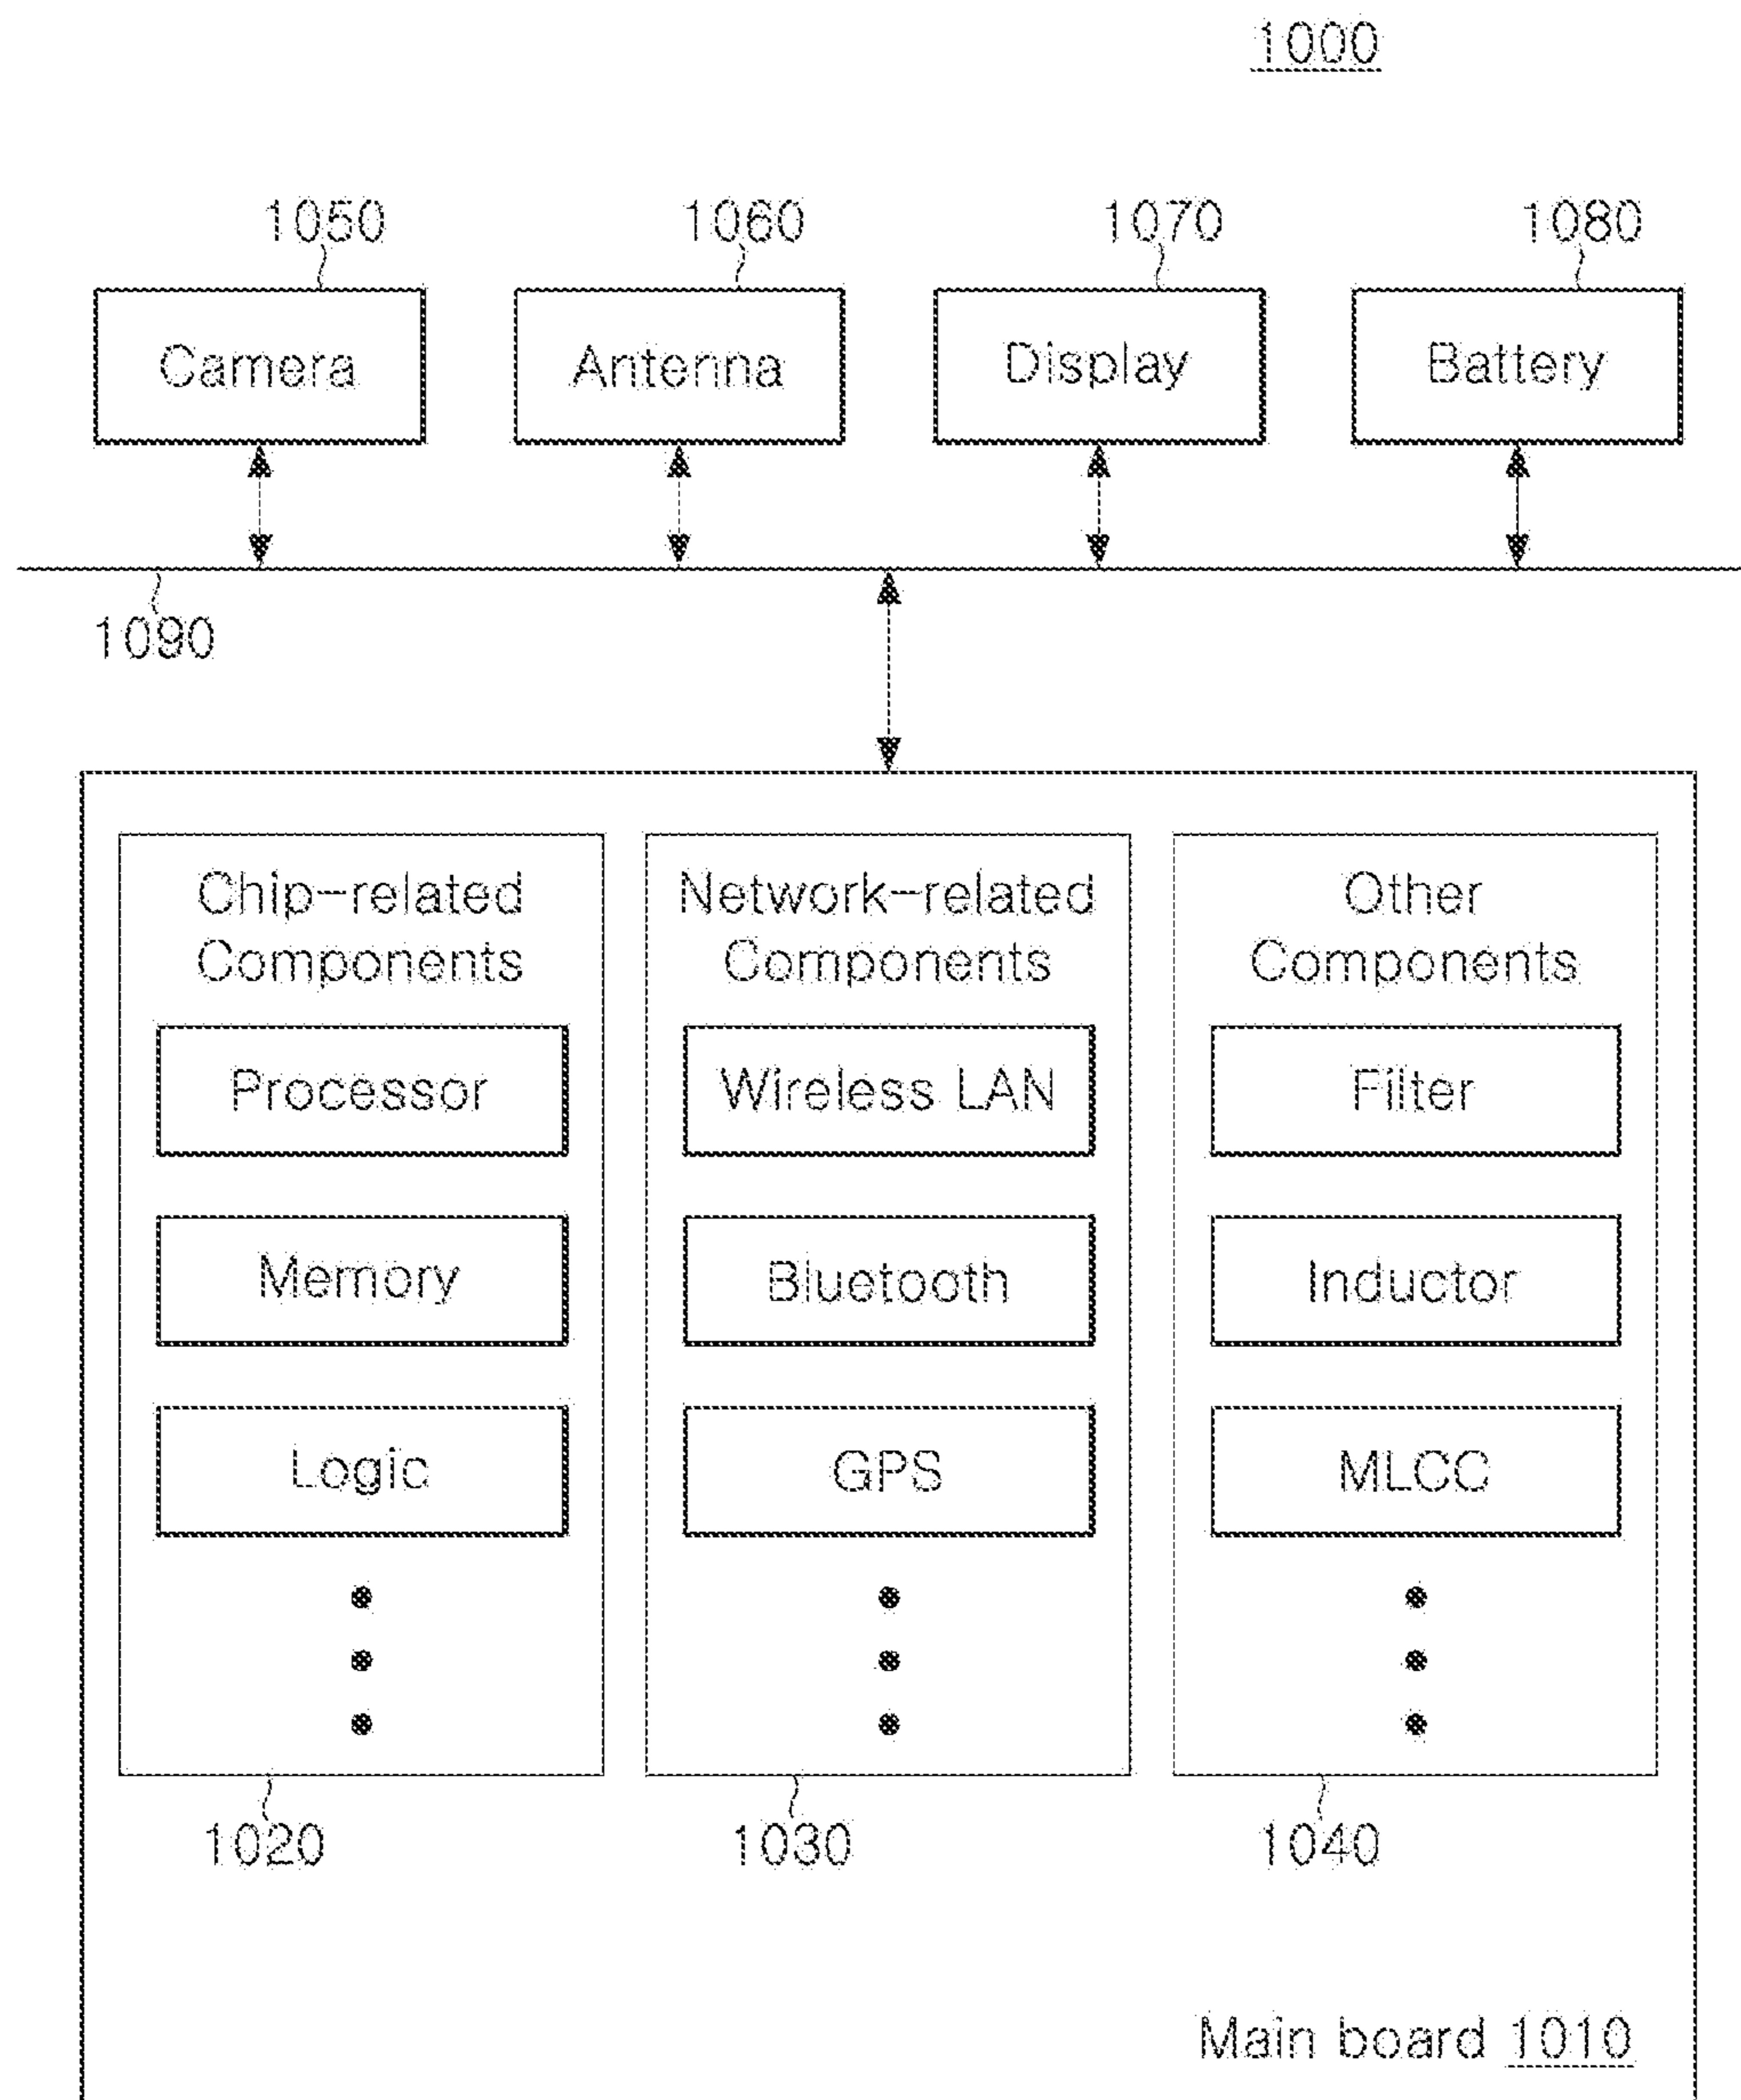 1000
1050 1060 1070 1080
Camera Antenna Display Battery
1090
Chip-related
Components
Processor
Memory
Logic
1020
Network-related
Components
Wireless LAN
Bluetooth
GPS
1030
Other
Components
Filter
Inductor
MLCC
1040
Main board 1010